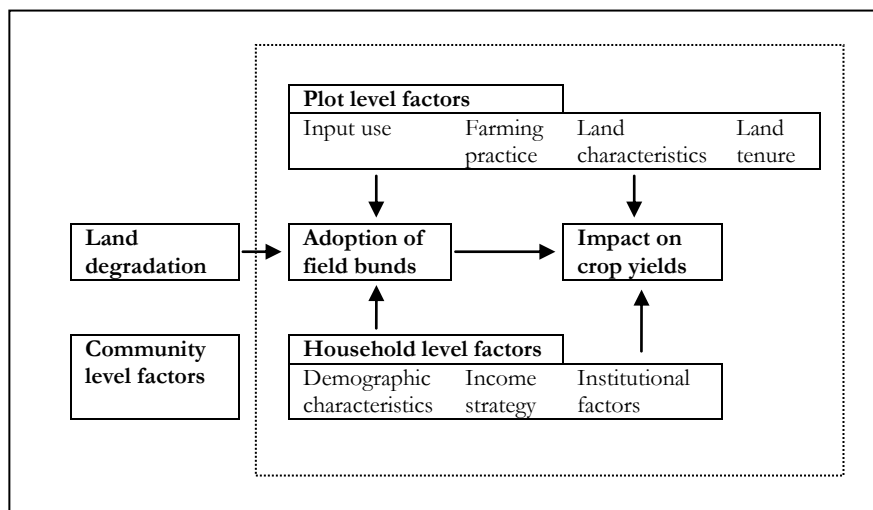 Plot level factors
Input use Farming Land Land
practice characteristics tenure
Land Adoption of Impact on
degradation field bunds crop yields
Community Household level factors
level factors Demographic Income Institutional
characteristics strategy factors